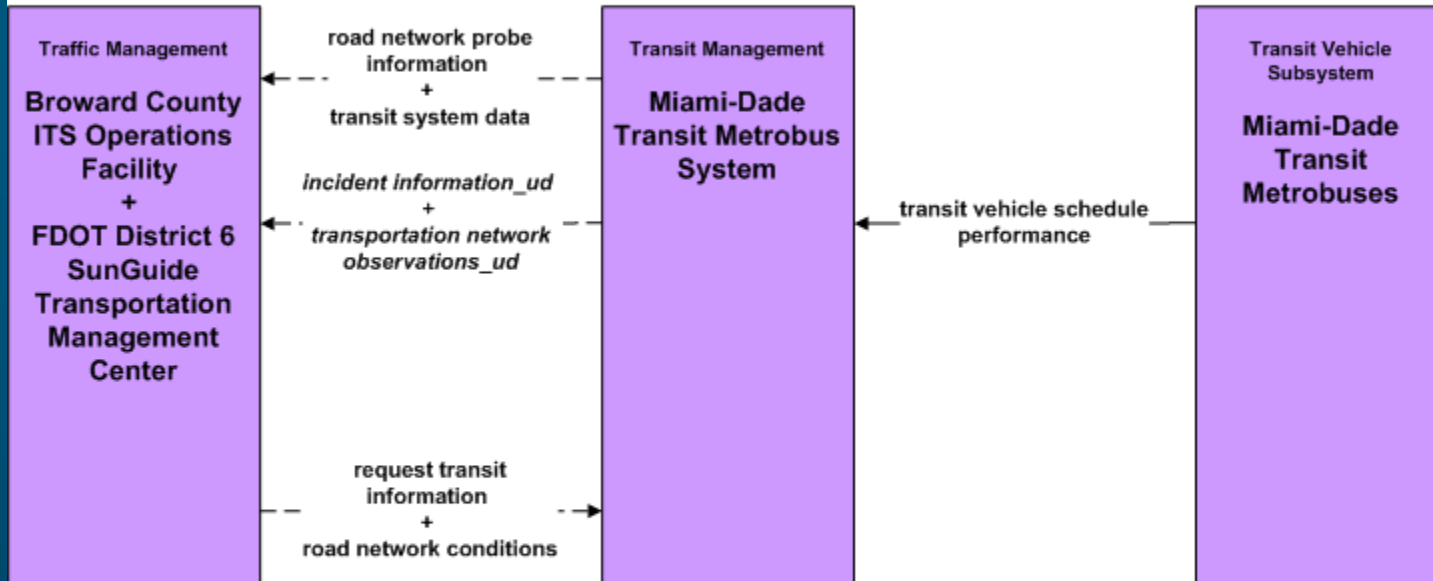 Traffic Management
Broward County
ITS Operations
Facility
+
FDOT District 6
SunGuide
Transportation
Management
Center
road network probe
information
+
transit system data
incident information_ud
+
transportation network
observations_ud
request transit
information
+
road network conditions
Transit Management
Miami-Dade
Transit Metrobus
System
transit vehicle schedule
performance
Transit Vehicle
Subsystem
Miami-Dade
Transit
Metrobuses